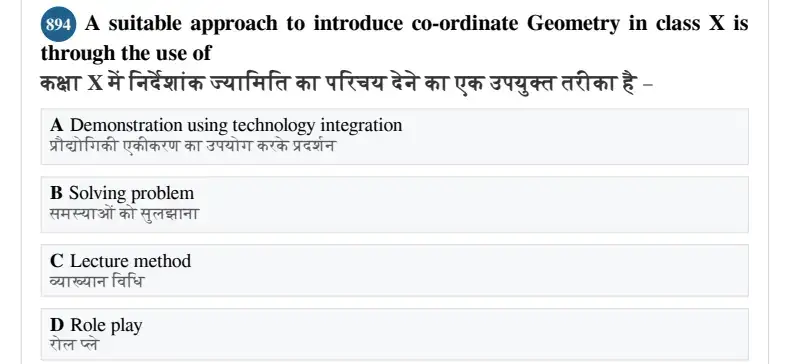 894 A suitable approach to introduce co-ordinate Geometry in class X is
through the use of
कक्षा X में निर्देशांक ज्यामिति का परिचय देने का एक उपयुक्त तरीका है –
A Demonstration using technology integration
प्रौद्योगिकी एकीकरण का उपयोग करके प्रदर्शन
B Solving problem
समस्याओं को सुलझाना
C Lecture method
व्याख्यान विधि
D Role play
रोल प्ले